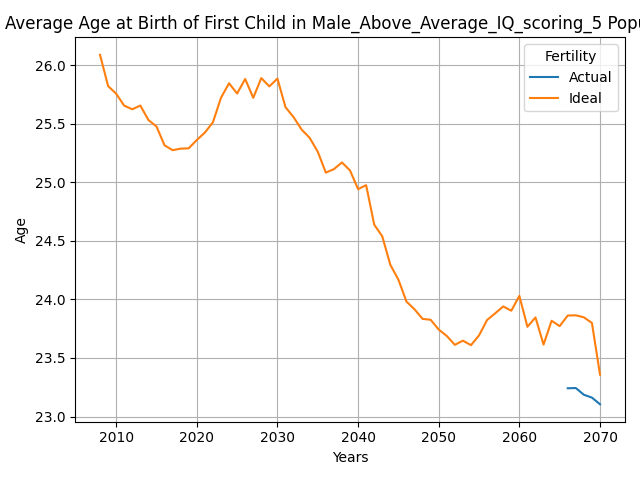 Average Age at Birth of First Child in Male_Above_Average_IQ_scoring_5 Popu
Fertility
Actual
Ideal
26.0
25.5
25.0
24.5
24.0
23.5
23.0
Age
2010 2020 2030 2040 2050 2060 2070
Years